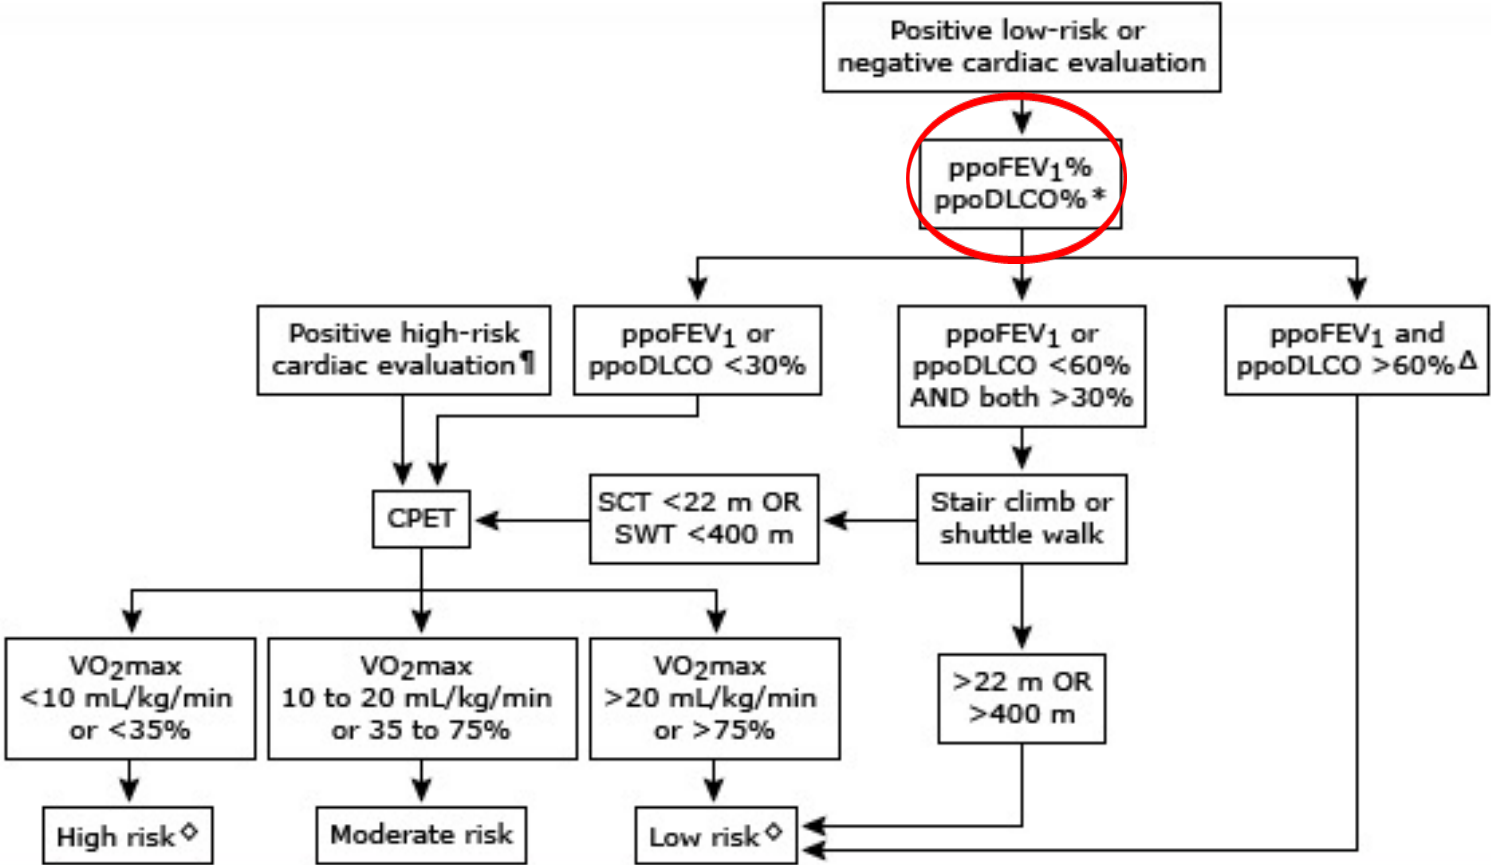 Positive low-risk or
negative cardiac evaluation
ppoFEV₁%
ppoDLCO%*
Positive high-risk
cardiac evaluation¶
ppoFEV₁ or
ppoDLCO <30%
ppoFEV₁ or
ppoDLCO <60%
AND both >30%
ppoFEV₁ and
ppoDLCO >60%Δ
CPET
SCT <22 m OR
SWT <400 m
Stair climb or
shuttle walk
VO₂max
<10 mL/kg/min
or <35%
VO₂max
10 to 20 mL/kg/min
or 35 to 75%
VO₂max
>20 mL/kg/min
or >75%
>22 m OR
>400 m
High risk◇
Moderate risk
Low risk◇